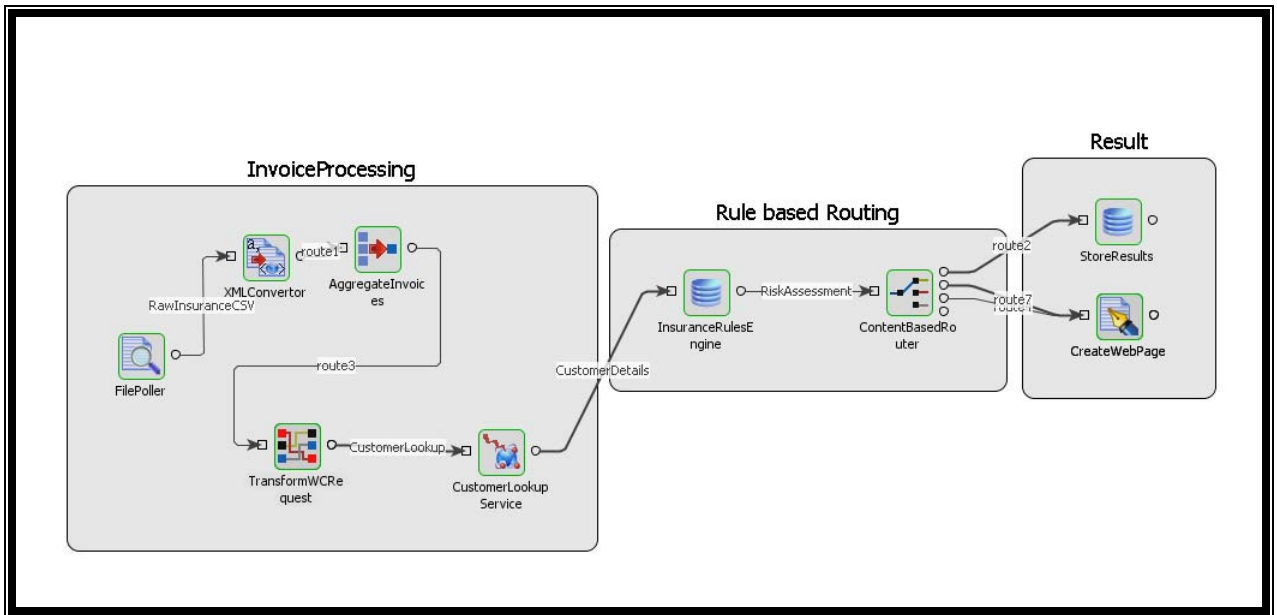 InvoiceProcessing
XMLConvertor
route1
AggregateInvoic
es
RawInsuranceCSV
FilePoller
route3
TransformWCRe
quest
CustomerLookup
CustomerLookup
Service
CustomerDetails
Rule based Routing
InsuranceRulesE
ngine
RiskAssessment
ContentBasedRo
uter
Result
route2
StoreResults
route7
CreateWebPage